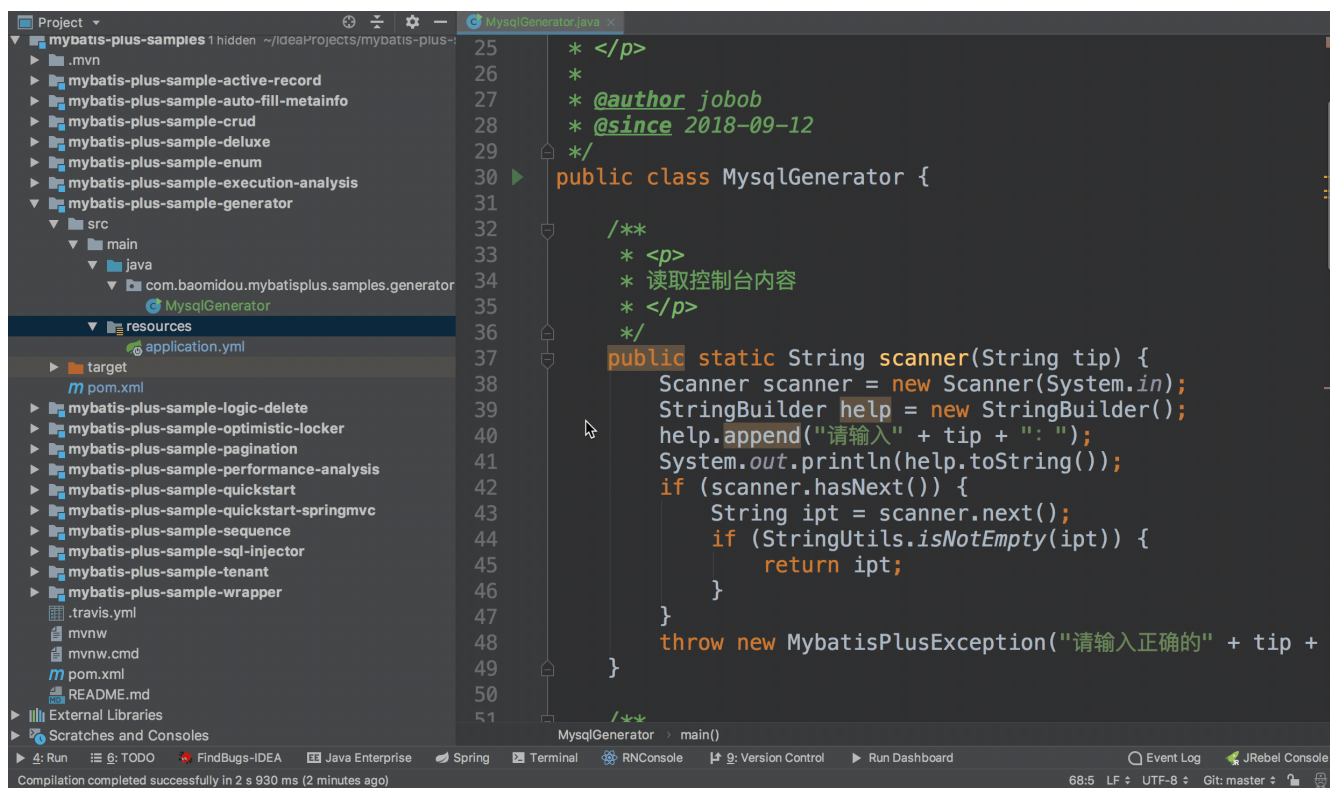 Project
MysqlGenerator.java
mybatis-plus-samples 1 hidden ~/IdeaProjects/mybatis-plus-s
.mvn
mybatis-plus-sample-active-record
mybatis-plus-sample-auto-fill-metainfo
mybatis-plus-sample-crud
mybatis-plus-sample-deluxe
mybatis-plus-sample-enum
mybatis-plus-sample-execution-analysis
mybatis-plus-sample-generator
src
main
java
com.baomidou.mybatisplus.samples.generator
MysqlGenerator
resources
application.yml
target
pom.xml
mybatis-plus-sample-logic-delete
mybatis-plus-sample-optimistic-locker
mybatis-plus-sample-pagination
mybatis-plus-sample-performance-analysis
mybatis-plus-sample-quickstart
mybatis-plus-sample-quickstart-springmvc
mybatis-plus-sample-sequence
mybatis-plus-sample-sql-injector
mybatis-plus-sample-tenant
mybatis-plus-sample-wrapper
.travis.yml
mvnw
mvnw.cmd
pom.xml
README.md
External Libraries
Scratches and Consoles
25 * </p>
26 *
27 * @author jobob
28 * @since 2018-09-12
29 */
30 public class MysqlGenerator {
31
32 /**
33 * <p>
34 * 读取控制台内容
35 * </p>
36 */
37 public static String scanner(String tip) {
38 Scanner scanner = new Scanner(System.in);
39 StringBuilder help = new StringBuilder();
40 help.append("请输入" + tip + "：");
41 System.out.println(help.toString());
42 if (scanner.hasNext()) {
43 String ipt = scanner.next();
44 if (StringUtils.isNotEmpty(ipt)) {
45 return ipt;
46 }
47 }
48 throw new MybatisPlusException("请输入正确的" + tip +
49 }
50
51 /**
MysqlGenerator › main()
4: Run 6: TODO FindBugs-IDEA Java Enterprise Spring Terminal RNConsole 9: Version Control Run Dashboard Event Log JRebel Console
Compilation completed successfully in 2 s 930 ms (2 minutes ago) 68:5 LF UTF-8 Git: master